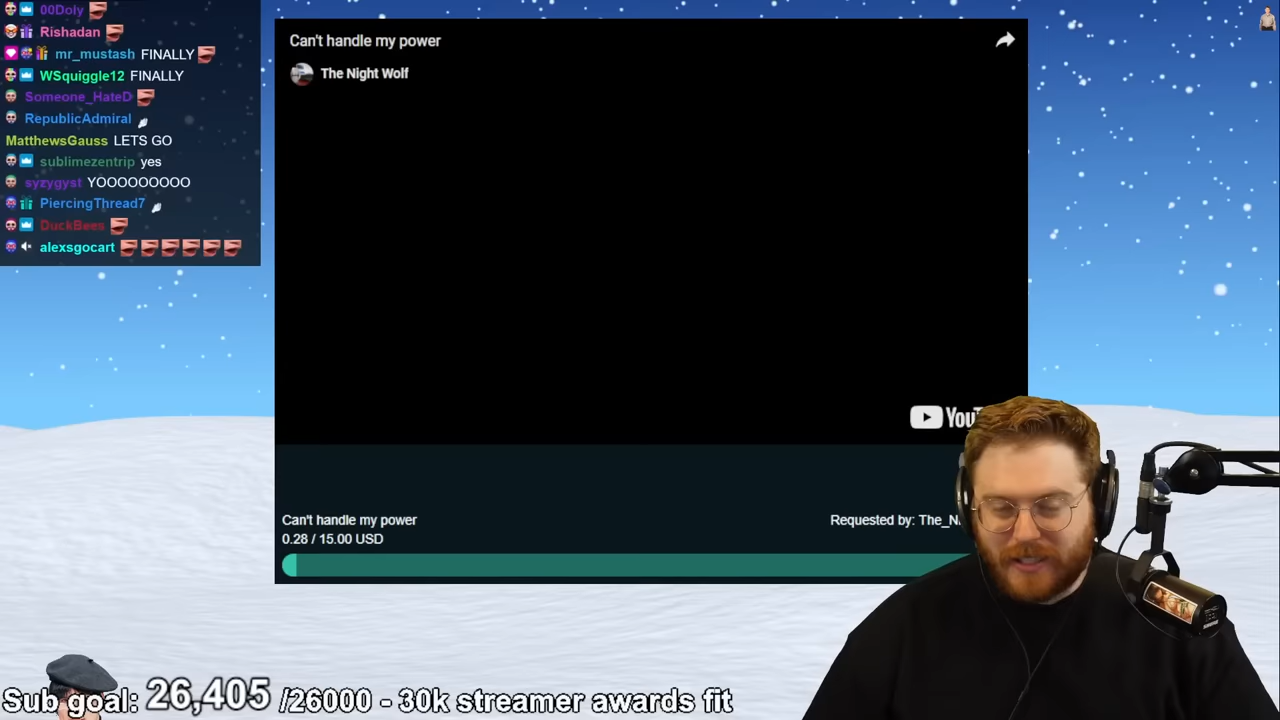 00Doly
Rishadan
mr_mustash FINALLY
WSquiggle12 FINALLY
Someone_HateD
RepublicAdmiral
MatthewsGauss LETS GO
sublimezentrip yes
syzygyst YOOOOOOOOO
PiercingThread7
DuckBees
alexsgocart
Can't handle my power
The Night Wolf
You
Can't handle my power
Requested by: The_Ni
0.28 / 15.00 USD
Sub goal: 26,405 /26000 - 30k streamer awards fit